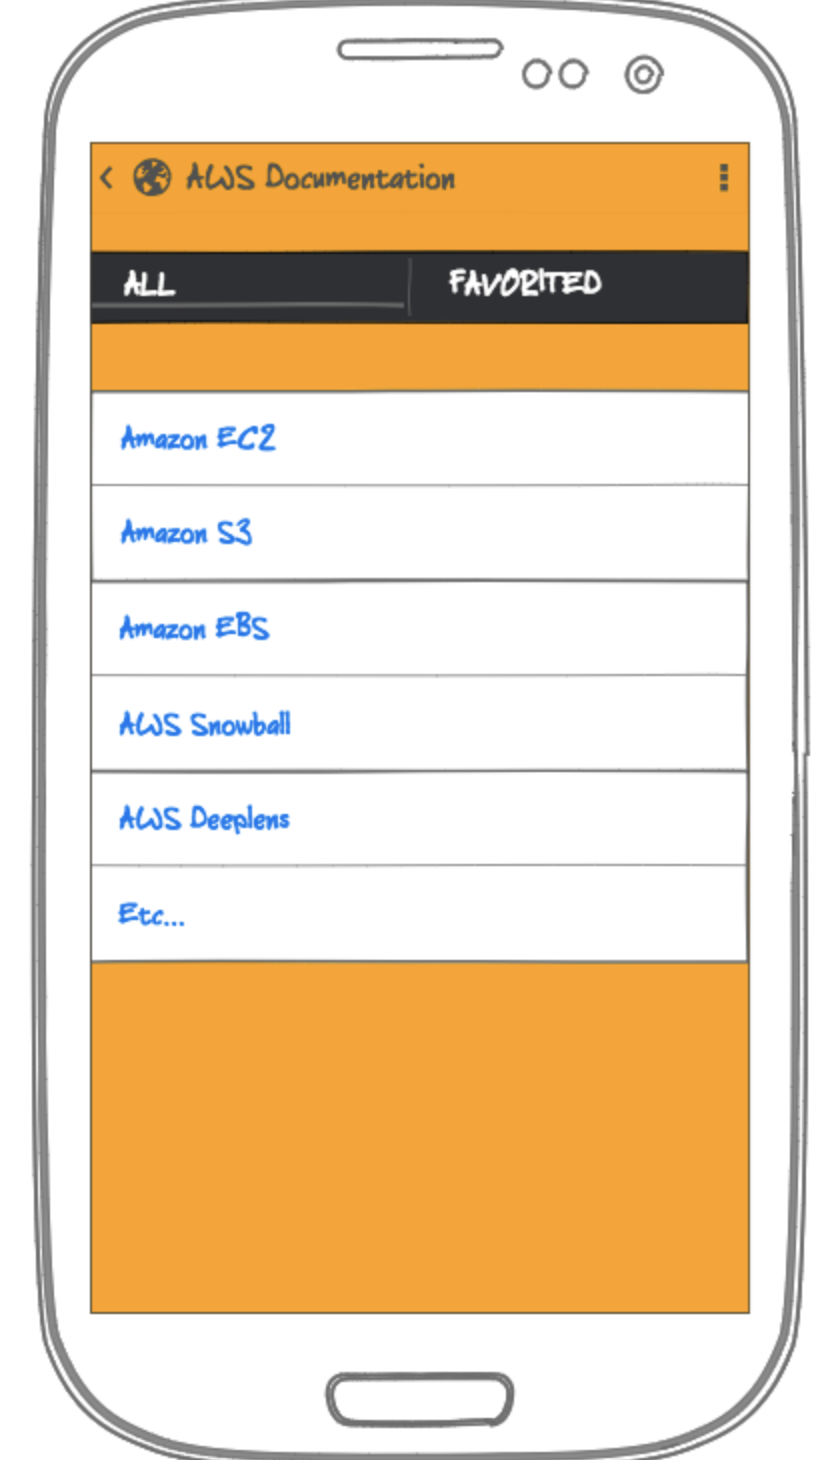 AWS Documentation
ALL FAVORITED
Amazon EC2
Amazon S3
Amazon EBS
AWS Snowball
AWS Deeplens
Etc...